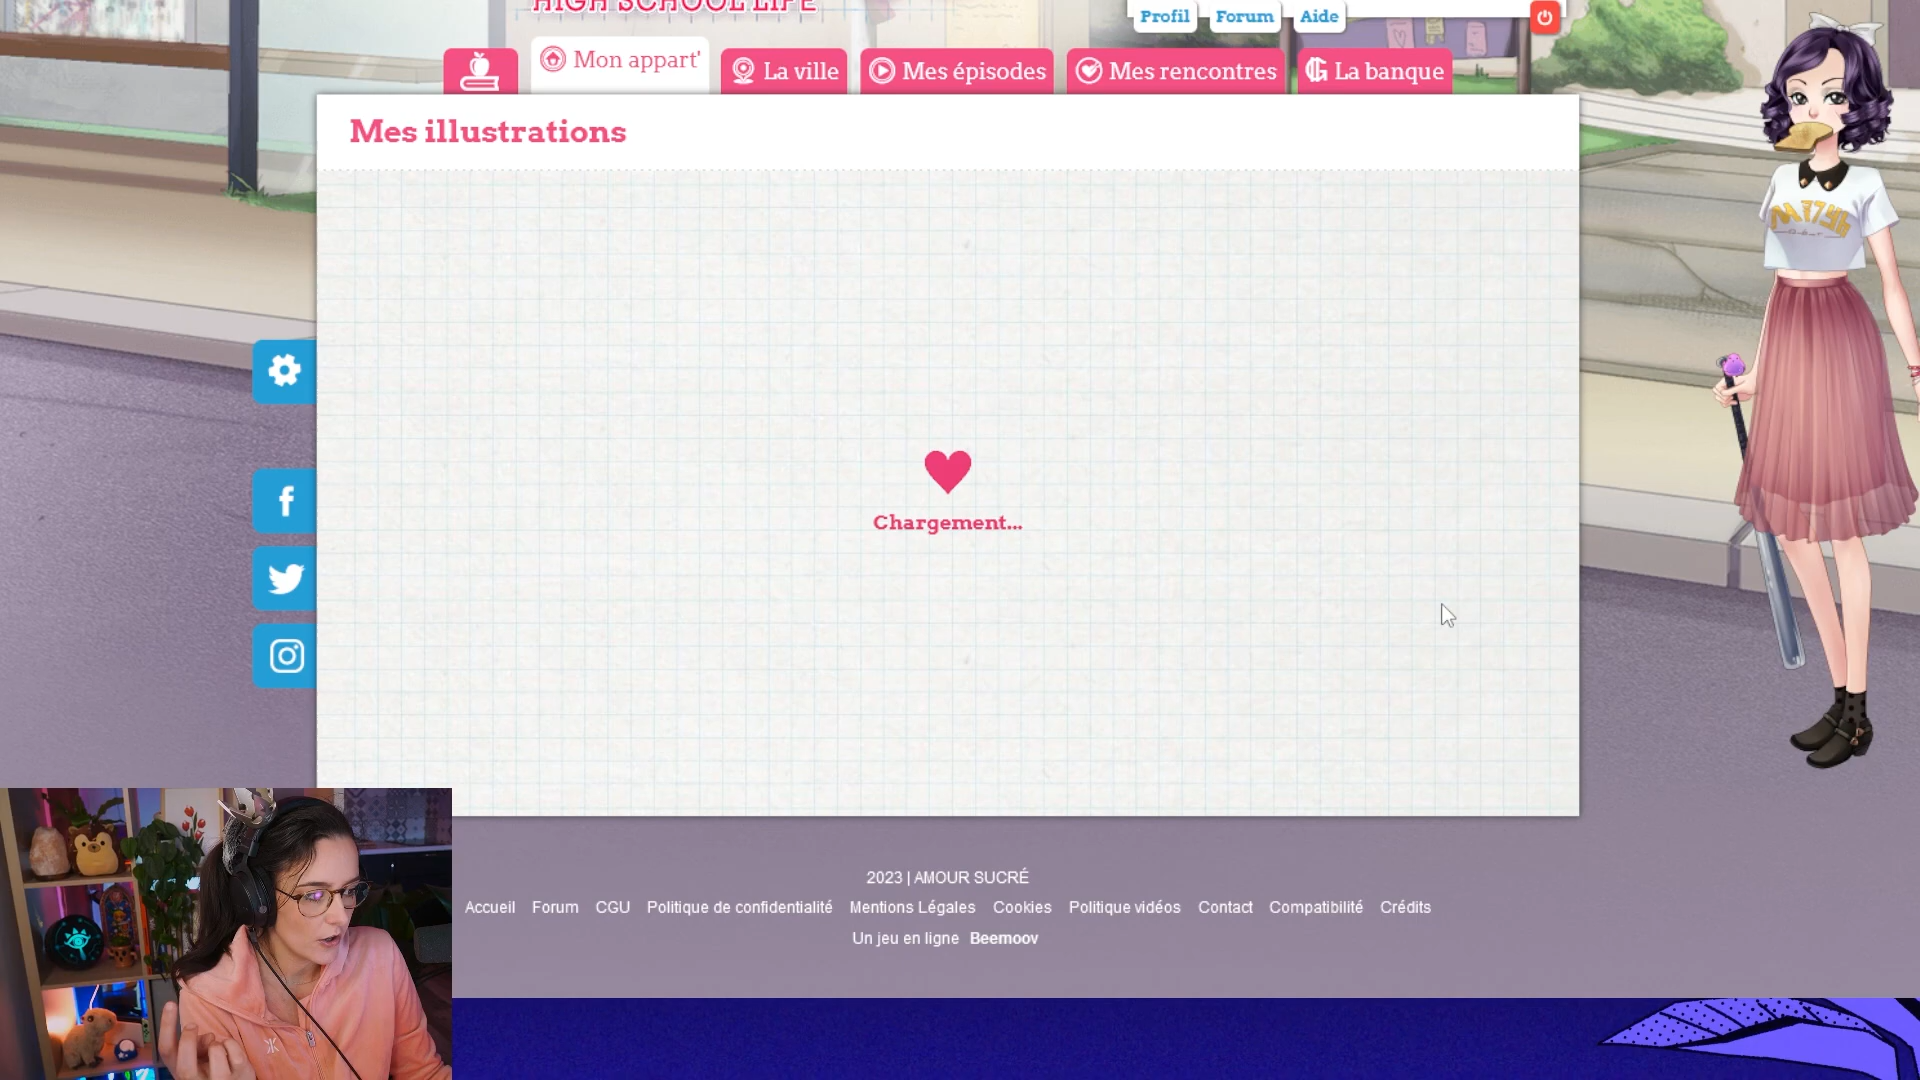 HIGH SCHOOL LIFE
Profil
Forum
Aide
Mon appart'
La ville
Mes épisodes
Mes rencontres
La banque
Mes illustrations
Chargement...
2023 | AMOUR SUCRÉ
Accueil Forum CGU Politique de confidentialité Mentions Légales Cookies Politique vidéos Contact Compatibilité Crédits
Un jeu en ligne Beemoov